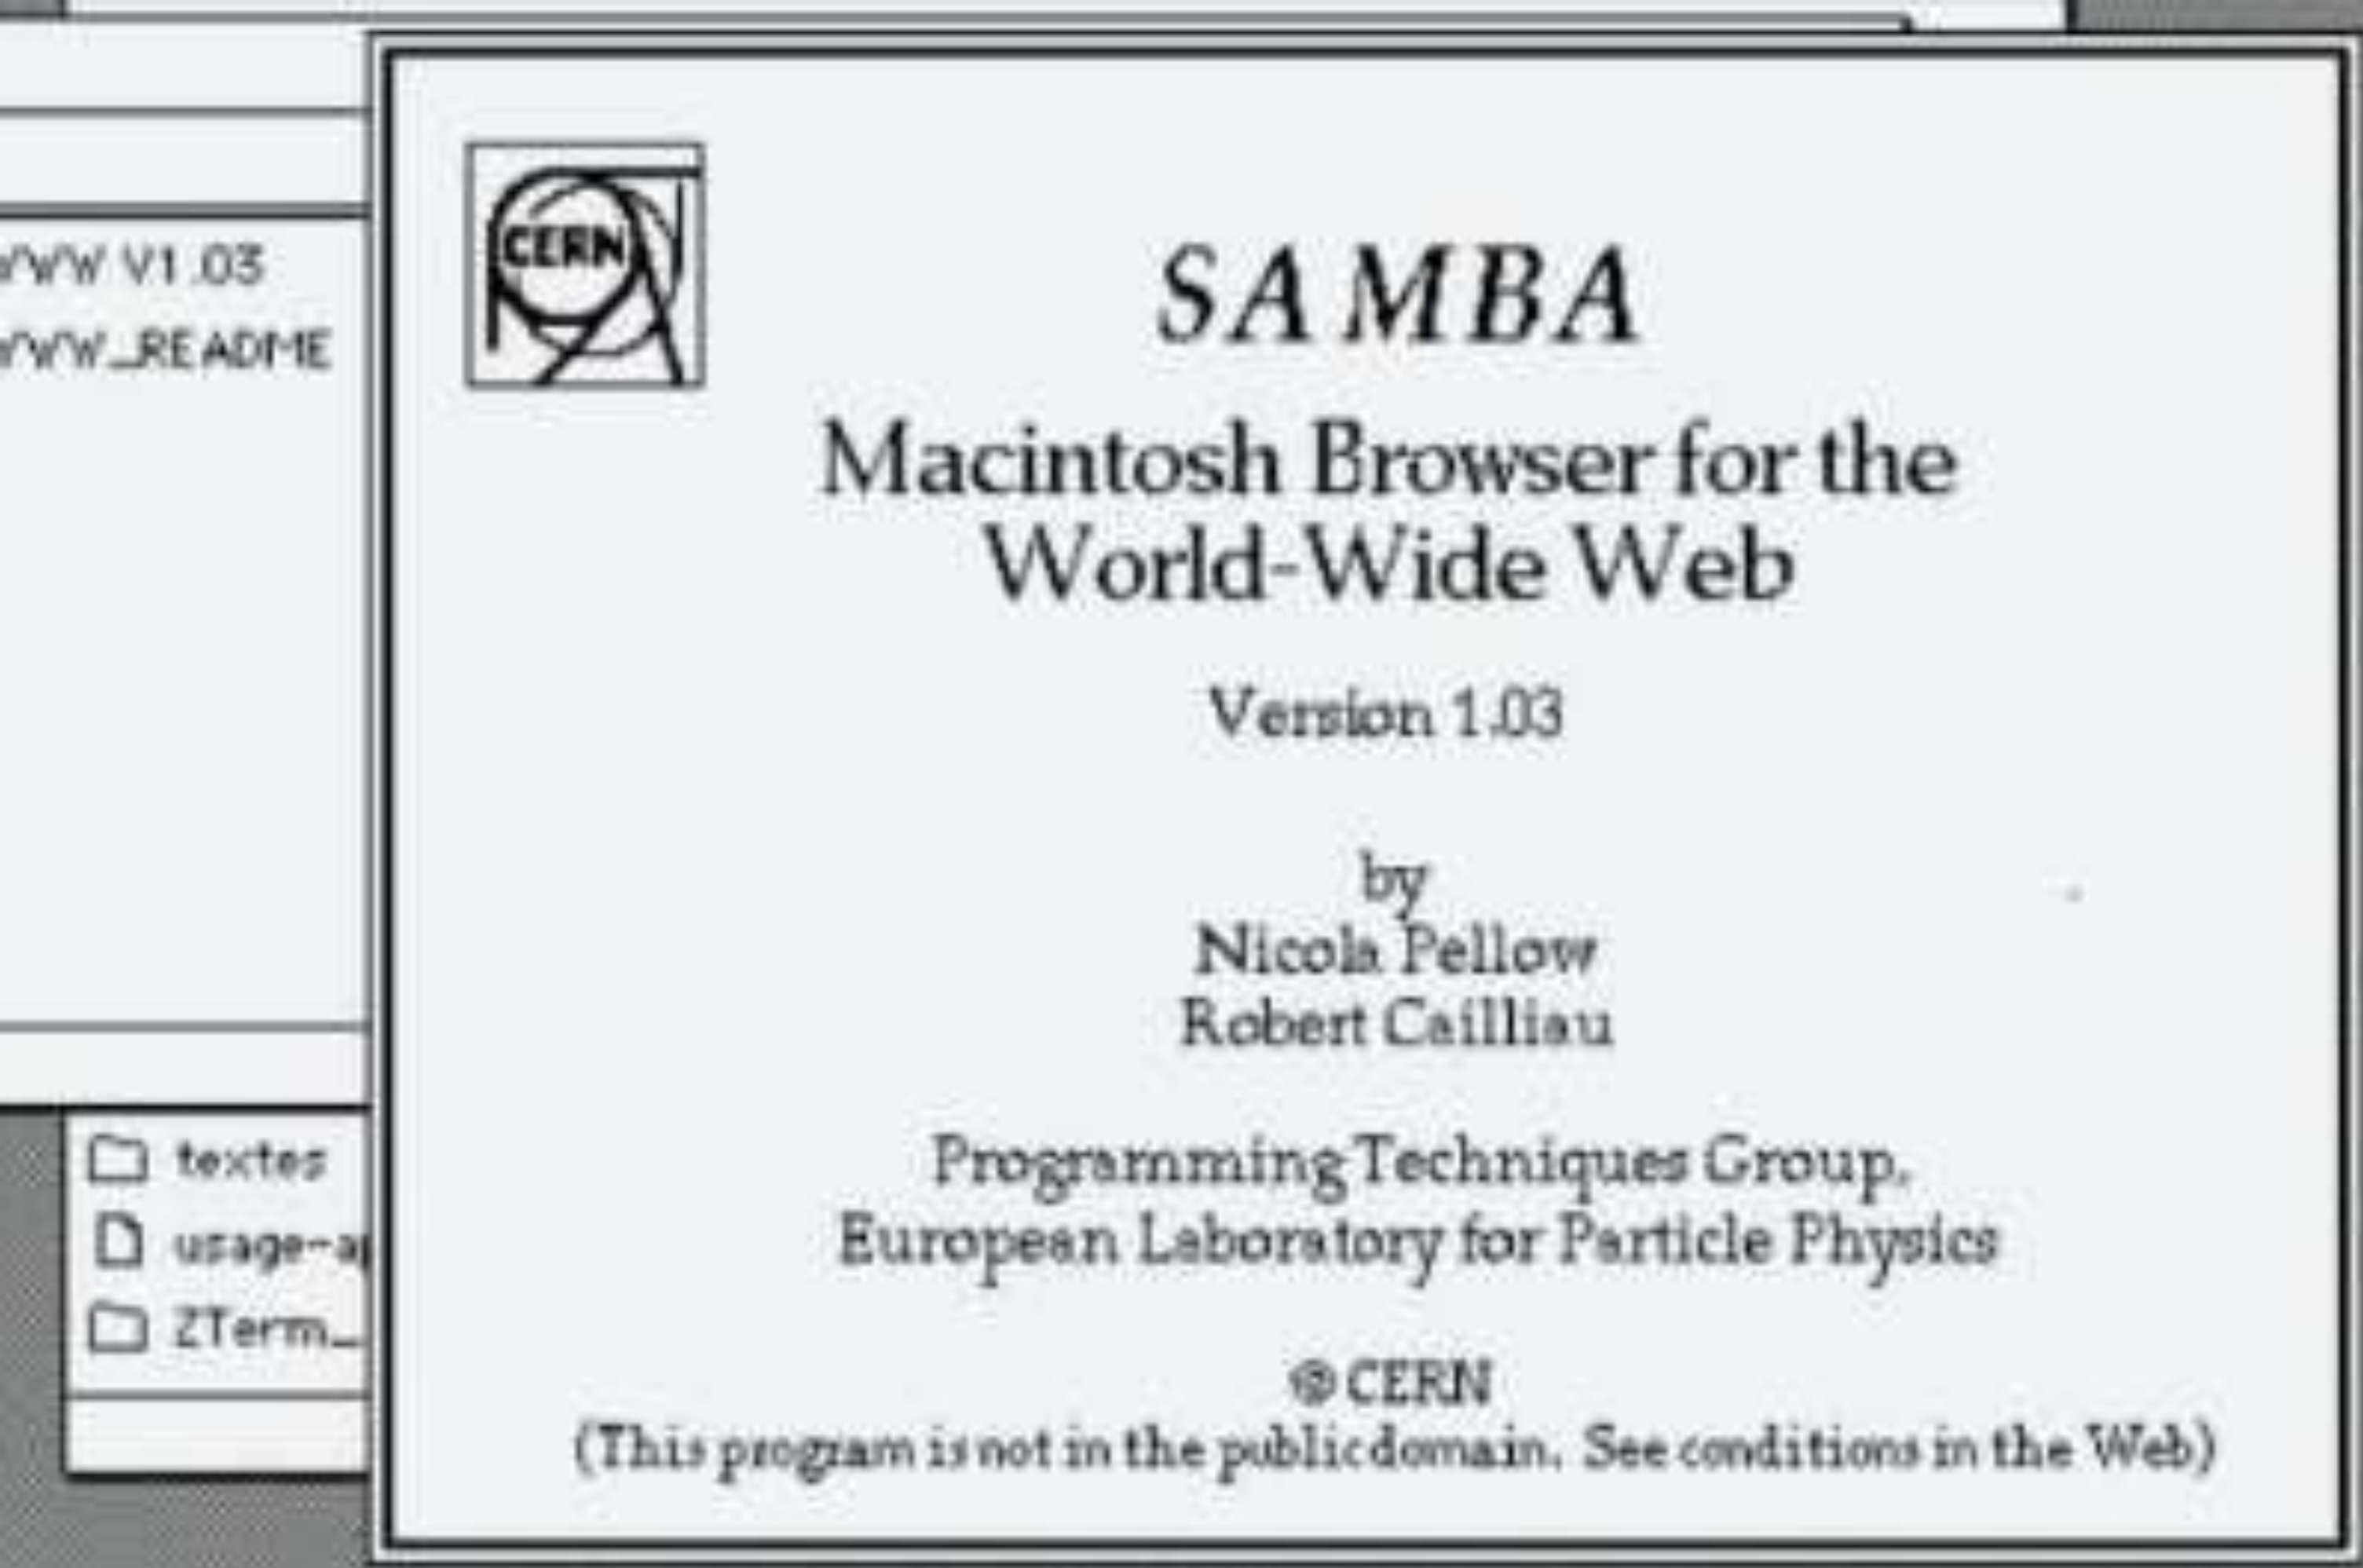 WWW V1.03
WWW_README
textes
usage-ap
ZTerm_
CERN
SAMBA
Macintosh Browser for the
World-Wide Web
Version 1.03
by
Nicola Pellow
Robert Cailliau
Programming Techniques Group,
European Laboratory for Particle Physics
© CERN
(This program is not in the public domain. See conditions in the Web)